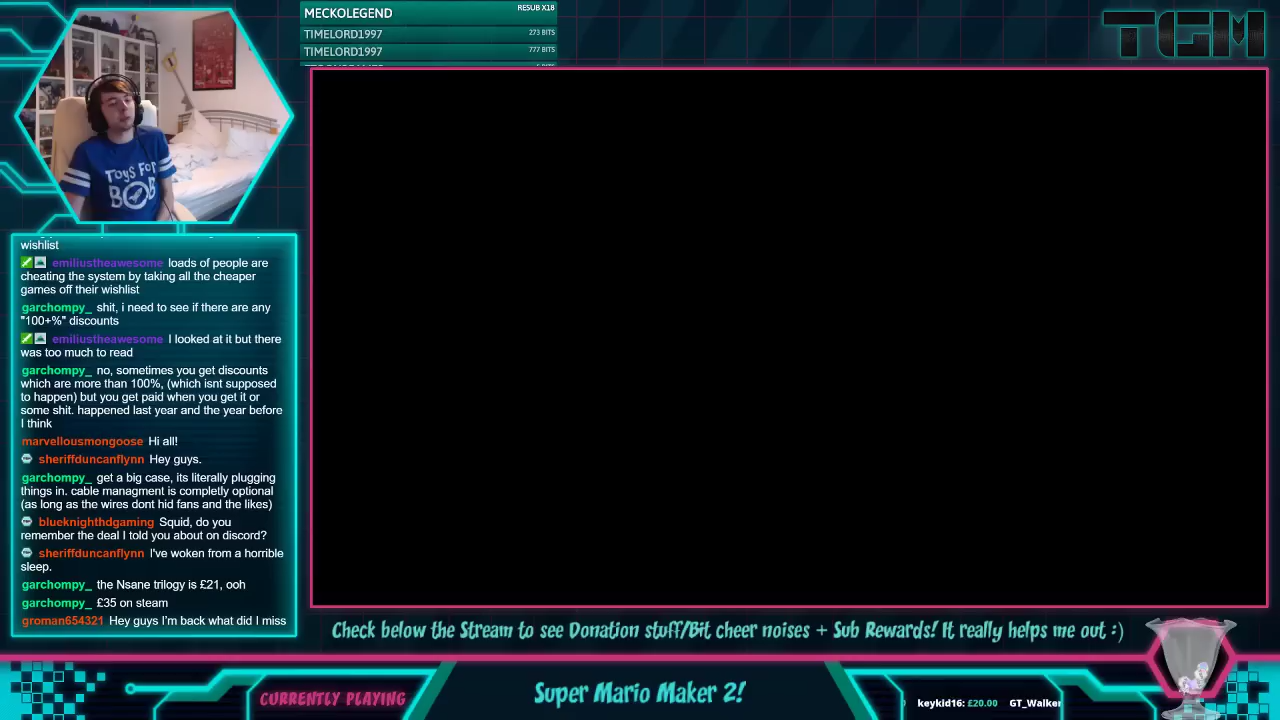 MECKOLEGEND RESUB X18
TIMELORD1997 273 BITS
TIMELORD1997 777 BITS
TGM
TOYS FOR
BOB
wishlist
emiliustheawesome loads of people are
cheating the system by taking all the cheaper
games off their wishlist
garchompy_ shit, i need to see if there are any
"100+%" discounts
emiliustheawesome I looked at it but there
was too much to read
garchompy_ no, sometimes you get discounts
which are more than 100%, (which isnt supposed
to happen) but you get paid when you get it or
some shit. happened last year and the year before
I think
marvellousmongoose Hi all!
sheriffduncanflynn Hey guys.
garchompy_ get a big case, its literally plugging
things in. cable managment is completly optional
(as long as the wires dont hid fans and the likes)
blueknighthdgaming Squid, do you
remember the deal I told you about on discord?
sheriffduncanflynn I've woken from a horrible
sleep.
garchompy_ the Nsane trilogy is £21, ooh
garchompy_ £35 on steam
groman654321 Hey guys I'm back what did I miss
Check below the Stream to see Donation stuff/Bit cheer noises + Sub Rewards! It really helps me out :)
CURRENTLY PLAYING
Super Mario Maker 2!
keykid16: £20.00 GT_Walker